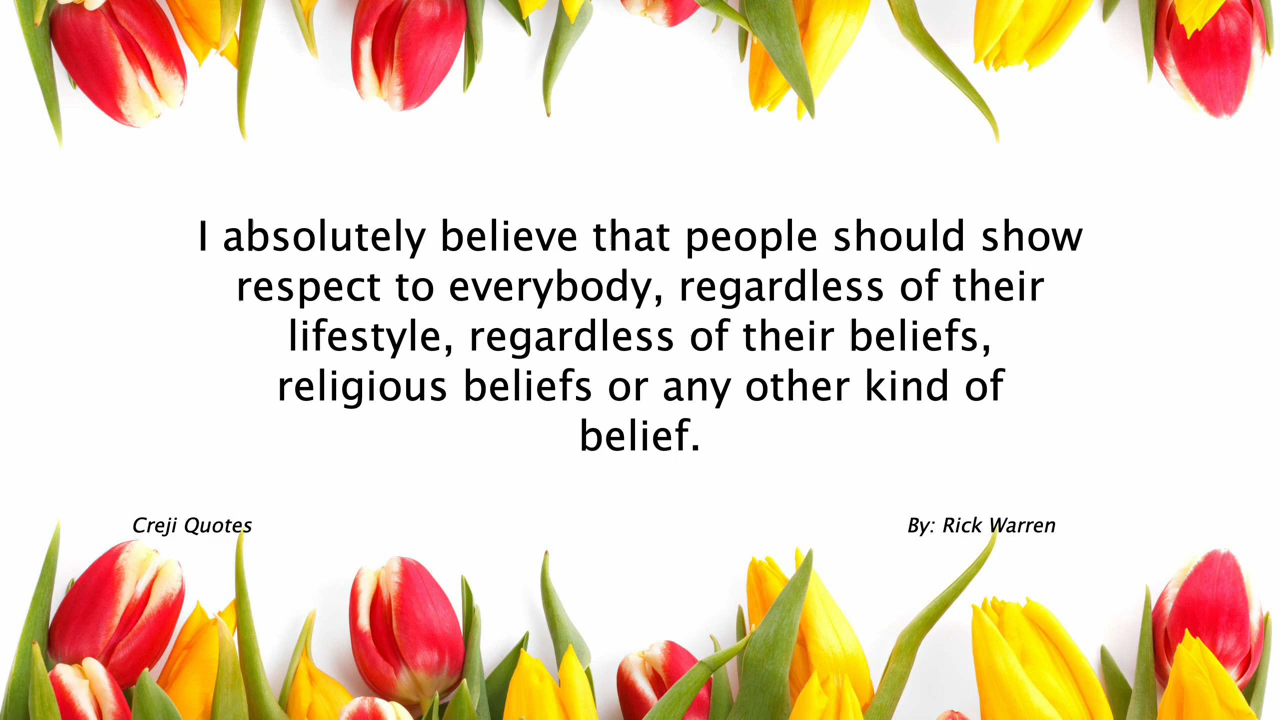 I absolutely believe that people should show
respect to everybody, regardless of their
lifestyle, regardless of their beliefs,
religious beliefs or any other kind of
belief.
Creji Quotes
By: Rick Warren